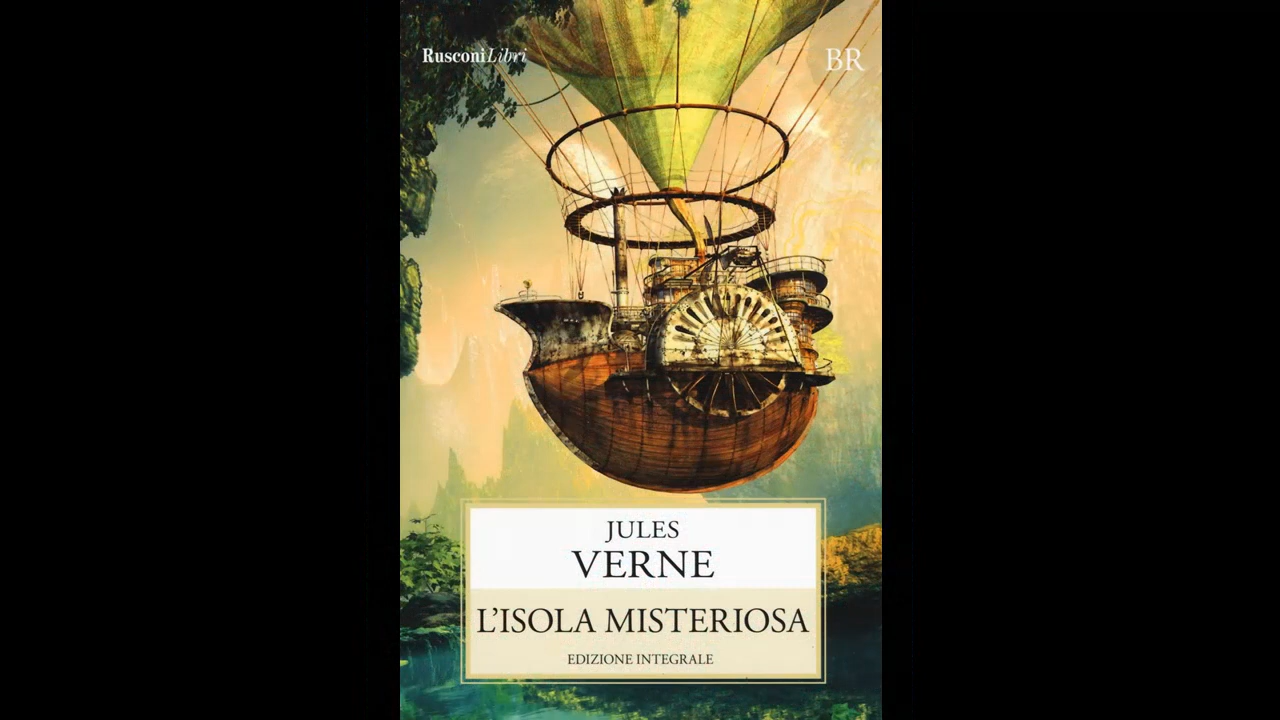 RusconiLibri
BR
JULES
VERNE
L'ISOLA MISTERIOSA
EDIZIONE INTEGRALE